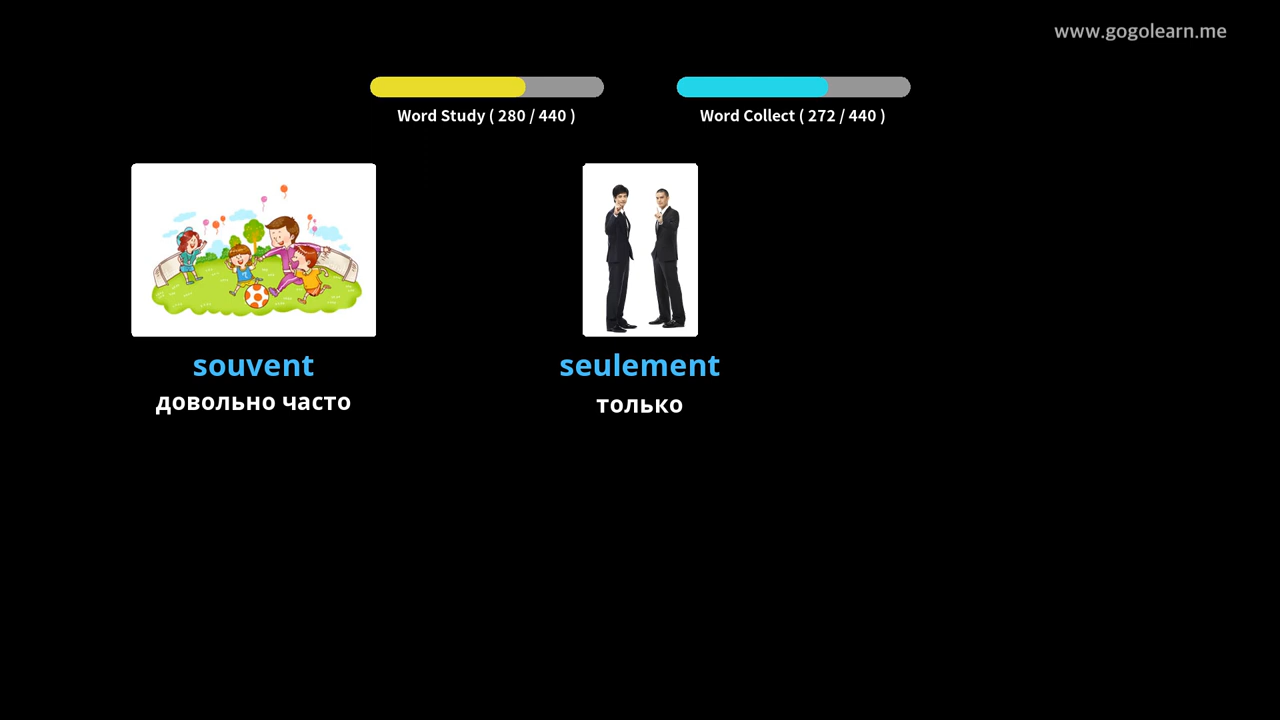 www.gogolearn.me
Word Study ( 280 / 440 )
Word Collect ( 272 / 440 )
souvent
довольно часто
seulement
только